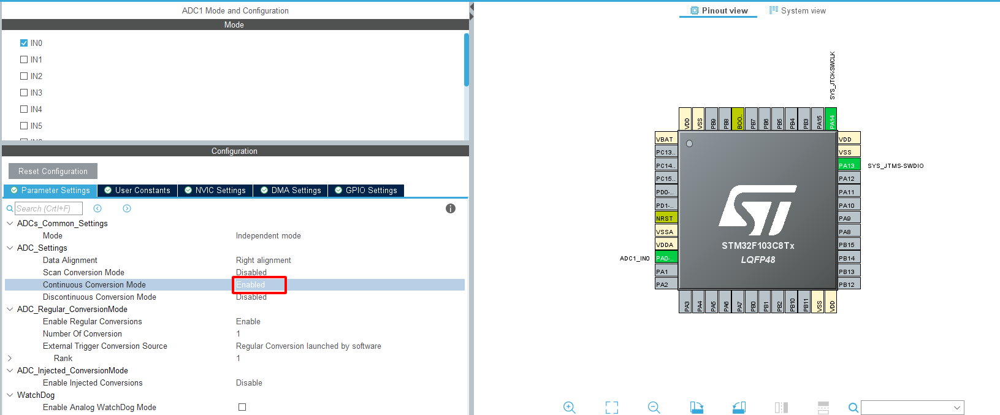 ADC1 Mode and Configuration
Mode
IN0
IN1
IN2
IN3
IN4
IN5
Configuration
Reset Configuration
Parameter Settings
User Constants
NVIC Settings
DMA Settings
GPIO Settings
Search (Crtl+F)
ADCs_Common_Settings
Mode Independent mode
ADC_Settings
Data Alignment Right alignment
Scan Conversion Mode Disabled
Continuous Conversion Mode Enabled
Discontinuous Conversion Mode Disabled
ADC_Regular_ConversionMode
Enable Regular Conversions Enable
Number Of Conversion 1
External Trigger Conversion Source Regular Conversion launched by software
Rank 1
ADC_Injected_ConversionMode
Enable Injected Conversions Disable
WatchDog
Enable Analog WatchDog Mode
Pinout view
System view
SYS_JTCK-SWCLK
VDD
VSS
PB9
PB8
BOO..
PB7
PB6
PB5
PB4
PB3
PA15
PA14
VBAT
PC13..
PC14..
PC15..
PD0-..
PD1-..
NRST
VSSA
VDDA
ADC1_IN0
PA0-..
PA1
PA2
ST
STM32F103C8Tx
LQFP48
VDD
VSS
PA13 SYS_JTMS-SWDIO
PA12
PA11
PA10
PA9
PA8
PB15
PB14
PB13
PB12
PA3
PA4
PA5
PA6
PA7
PB0
PB1
PB2
PB10
PB11
VSS
VDD